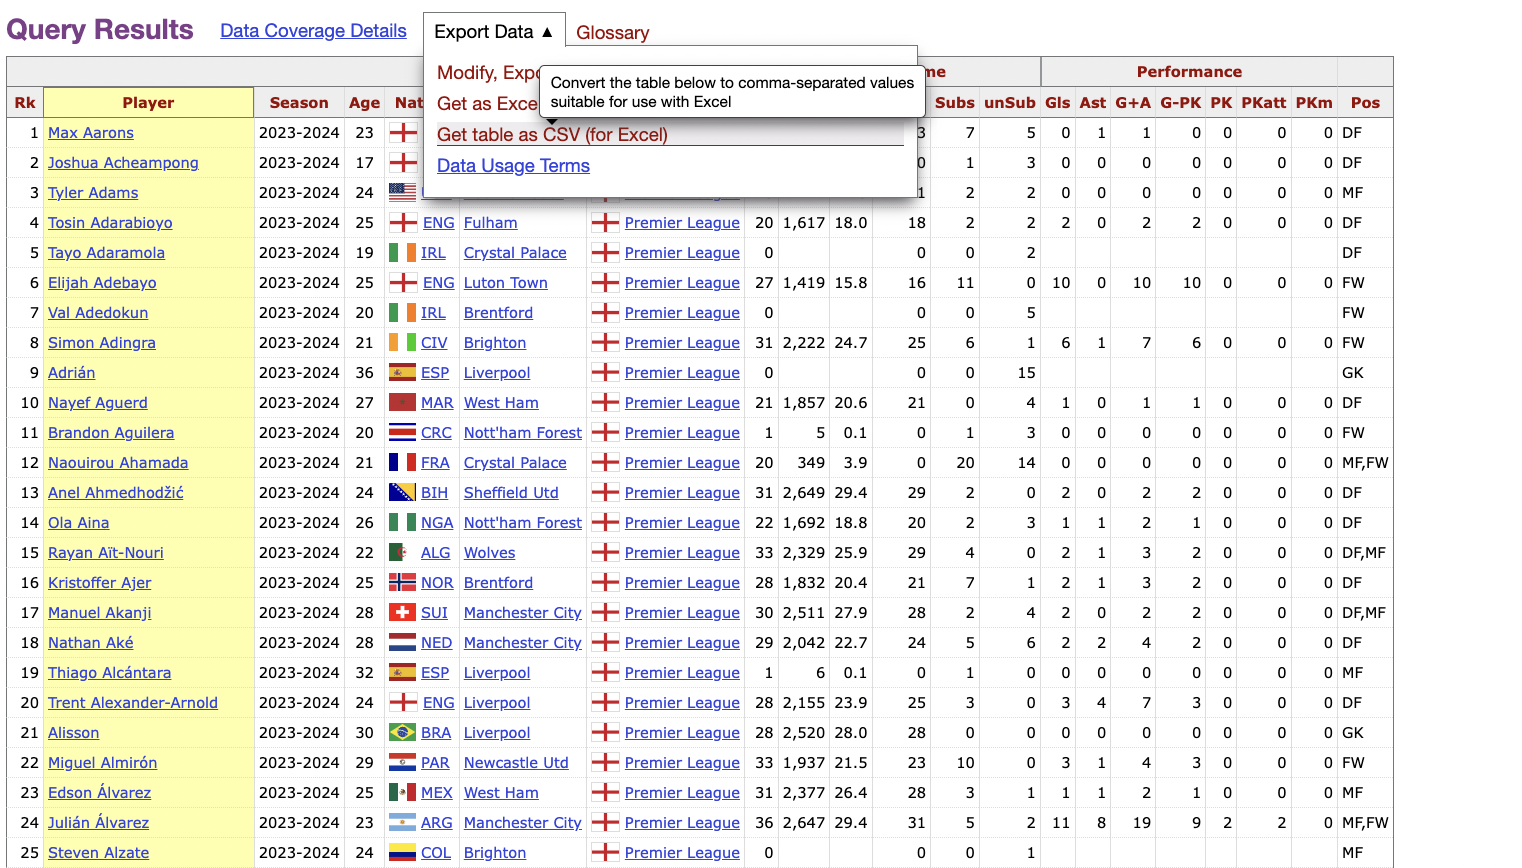 Query Results Data Coverage Details Export Data ▲ Glossary
Modify, Expo
Convert the table below to comma-separated values
suitable for use with Excel
me Performance
Get as Exce
Get table as CSV (for Excel)
Data Usage Terms
Rk Player Season Age Nat Subs unSub Gls Ast G+A G-PK PK PKatt PKm Pos
1 Max Aarons 2023-2024 23 3 7 5 0 1 1 0 0 0 0 DF
2 Joshua Acheampong 2023-2024 17 0 1 3 0 0 0 0 0 0 0 DF
3 Tyler Adams 2023-2024 24 1 2 2 0 0 0 0 0 0 0 MF
4 Tosin Adarabioyo 2023-2024 25 ENG Fulham Premier League 20 1,617 18.0 18 2 2 2 0 2 2 0 0 0 DF
5 Tayo Adaramola 2023-2024 19 IRL Crystal Palace Premier League 0 0 0 2 DF
6 Elijah Adebayo 2023-2024 25 ENG Luton Town Premier League 27 1,419 15.8 16 11 0 10 0 10 10 0 0 0 FW
7 Val Adedokun 2023-2024 20 IRL Brentford Premier League 0 0 0 5 FW
8 Simon Adingra 2023-2024 21 CIV Brighton Premier League 31 2,222 24.7 25 6 1 6 1 7 6 0 0 0 FW
9 Adrián 2023-2024 36 ESP Liverpool Premier League 0 0 0 15 GK
10 Nayef Aguerd 2023-2024 27 MAR West Ham Premier League 21 1,857 20.6 21 0 4 1 0 1 1 0 0 0 DF
11 Brandon Aguilera 2023-2024 20 CRC Nott'ham Forest Premier League 1 5 0.1 0 1 3 0 0 0 0 0 0 0 FW
12 Naouirou Ahamada 2023-2024 21 FRA Crystal Palace Premier League 20 349 3.9 0 20 14 0 0 0 0 0 0 0 MF,FW
13 Anel Ahmedhodžić 2023-2024 24 BIH Sheffield Utd Premier League 31 2,649 29.4 29 2 0 2 0 2 2 0 0 0 DF
14 Ola Aina 2023-2024 26 NGA Nott'ham Forest Premier League 22 1,692 18.8 20 2 3 1 1 2 1 0 0 0 DF
15 Rayan Aït-Nouri 2023-2024 22 ALG Wolves Premier League 33 2,329 25.9 29 4 0 2 1 3 2 0 0 0 DF,MF
16 Kristoffer Ajer 2023-2024 25 NOR Brentford Premier League 28 1,832 20.4 21 7 1 2 1 3 2 0 0 0 DF
17 Manuel Akanji 2023-2024 28 SUI Manchester City Premier League 30 2,511 27.9 28 2 4 2 0 2 2 0 0 0 DF,MF
18 Nathan Aké 2023-2024 28 NED Manchester City Premier League 29 2,042 22.7 24 5 6 2 2 4 2 0 0 0 DF
19 Thiago Alcántara 2023-2024 32 ESP Liverpool Premier League 1 6 0.1 0 1 0 0 0 0 0 0 0 0 MF
20 Trent Alexander-Arnold 2023-2024 24 ENG Liverpool Premier League 28 2,155 23.9 25 3 0 3 4 7 3 0 0 0 DF
21 Alisson 2023-2024 30 BRA Liverpool Premier League 28 2,520 28.0 28 0 0 0 0 0 0 0 0 0 GK
22 Miguel Almirón 2023-2024 29 PAR Newcastle Utd Premier League 33 1,937 21.5 23 10 0 3 1 4 3 0 0 0 FW
23 Edson Álvarez 2023-2024 25 MEX West Ham Premier League 31 2,377 26.4 28 3 1 1 1 2 1 0 0 0 MF
24 Julián Álvarez 2023-2024 23 ARG Manchester City Premier League 36 2,647 29.4 31 5 2 11 8 19 9 2 2 0 MF,FW
25 Steven Alzate 2023-2024 24 COL Brighton Premier League 0 0 0 1 MF